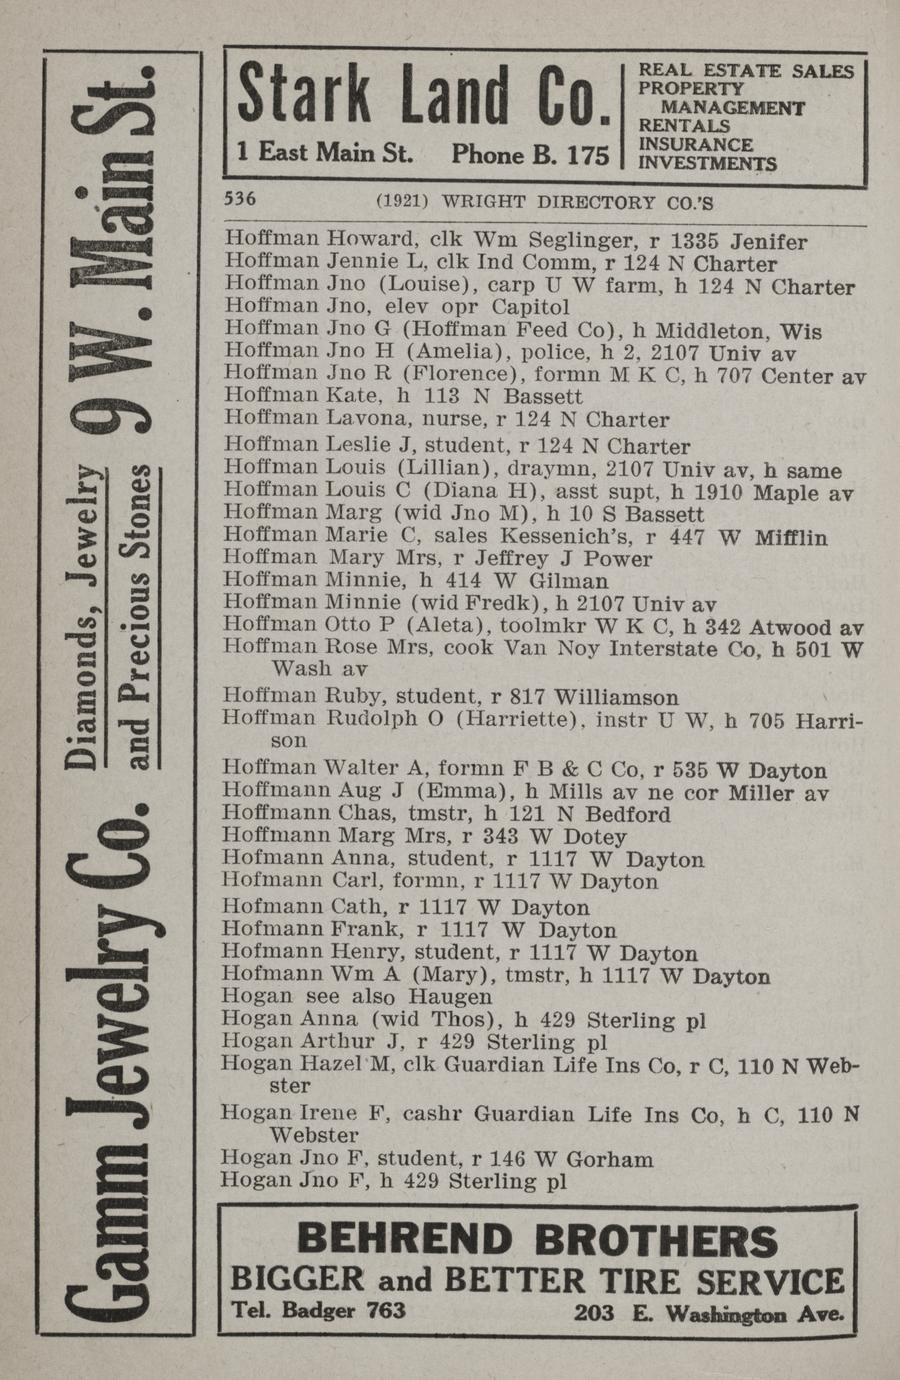 Gamm Jewelry Co.
Diamonds, Jewelry
and Precious Stones
9 W. Main St.
Stark Land Co.
1 East Main St. Phone B. 175
REAL ESTATE SALES
PROPERTY
MANAGEMENT
RENTALS
INSURANCE
INVESTMENTS
536 (1921) WRIGHT DIRECTORY CO.'S
Hoffman Howard, clk Wm Seglinger, r 1335 Jenifer
Hoffman Jennie L, clk Ind Comm, r 124 N Charter
Hoffman Jno (Louise), carp U W farm, h 124 N Charter
Hoffman Jno, elev opr Capitol
Hoffman Jno G (Hoffman Feed Co), h Middleton, Wis
Hoffman Jno H (Amelia), police, h 2, 2107 Univ av
Hoffman Jno R (Florence), formn M K C, h 707 Center av
Hoffman Kate, h 113 N Bassett
Hoffman Lavona, nurse, r 124 N Charter
Hoffman Leslie J, student, r 124 N Charter
Hoffman Louis (Lillian), draymn, 2107 Univ av, h same
Hoffman Louis C (Diana H), asst supt, h 1910 Maple av
Hoffman Marg (wid Jno M), h 10 S Bassett
Hoffman Marie C, sales Kessenich's, r 447 W Mifflin
Hoffman Mary Mrs, r Jeffrey J Power
Hoffman Minnie, h 414 W Gilman
Hoffman Minnie (wid Fredk), h 2107 Univ av
Hoffman Otto P (Aleta), toolmkr W K C, h 342 Atwood av
Hoffman Rose Mrs, cook Van Noy Interstate Co, h 501 W
Wash av
Hoffman Ruby, student, r 817 Williamson
Hoffman Rudolph O (Harriette), instr U W, h 705 Harri-
son
Hoffman Walter A, formn F B & C Co, r 535 W Dayton
Hoffmann Aug J (Emma), h Mills av ne cor Miller av
Hoffmann Chas, tmstr, h 121 N Bedford
Hoffmann Marg Mrs, r 343 W Dotey
Hofmann Anna, student, r 1117 W Dayton
Hofmann Carl, formn, r 1117 W Dayton
Hofmann Cath, r 1117 W Dayton
Hofmann Frank, r 1117 W Dayton
Hofmann Henry, student, r 1117 W Dayton
Hofmann Wm A (Mary), tmstr, h 1117 W Dayton
Hogan see also Haugen
Hogan Anna (wid Thos), h 429 Sterling pl
Hogan Arthur J, r 429 Sterling pl
Hogan Hazel M, clk Guardian Life Ins Co, r C, 110 N Web-
ster
Hogan Irene F, cashr Guardian Life Ins Co, h C, 110 N
Webster
Hogan Jno F, student, r 146 W Gorham
Hogan Jno F, h 429 Sterling pl
BEHREND BROTHERS
BIGGER and BETTER TIRE SERVICE
Tel. Badger 763 203 E. Washington Ave.